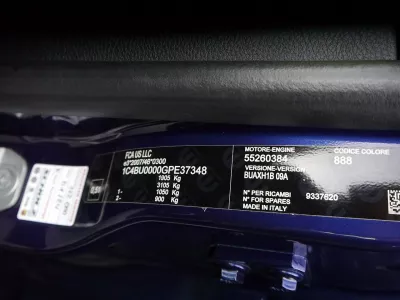 FCA US LLC
e3*2007/46*0300
1C4BU0000GPE37348
1905 Kg
3105 Kg
1 - 1050 Kg
2 - 900 Kg
MOTORE-ENGINE
55260384
VERSIONE-VERSION
BUAXH1B 09A
N° PER RICAMBI
N° FOR SPARES
MADE IN ITALY
9337620
CODICE COLORE
888